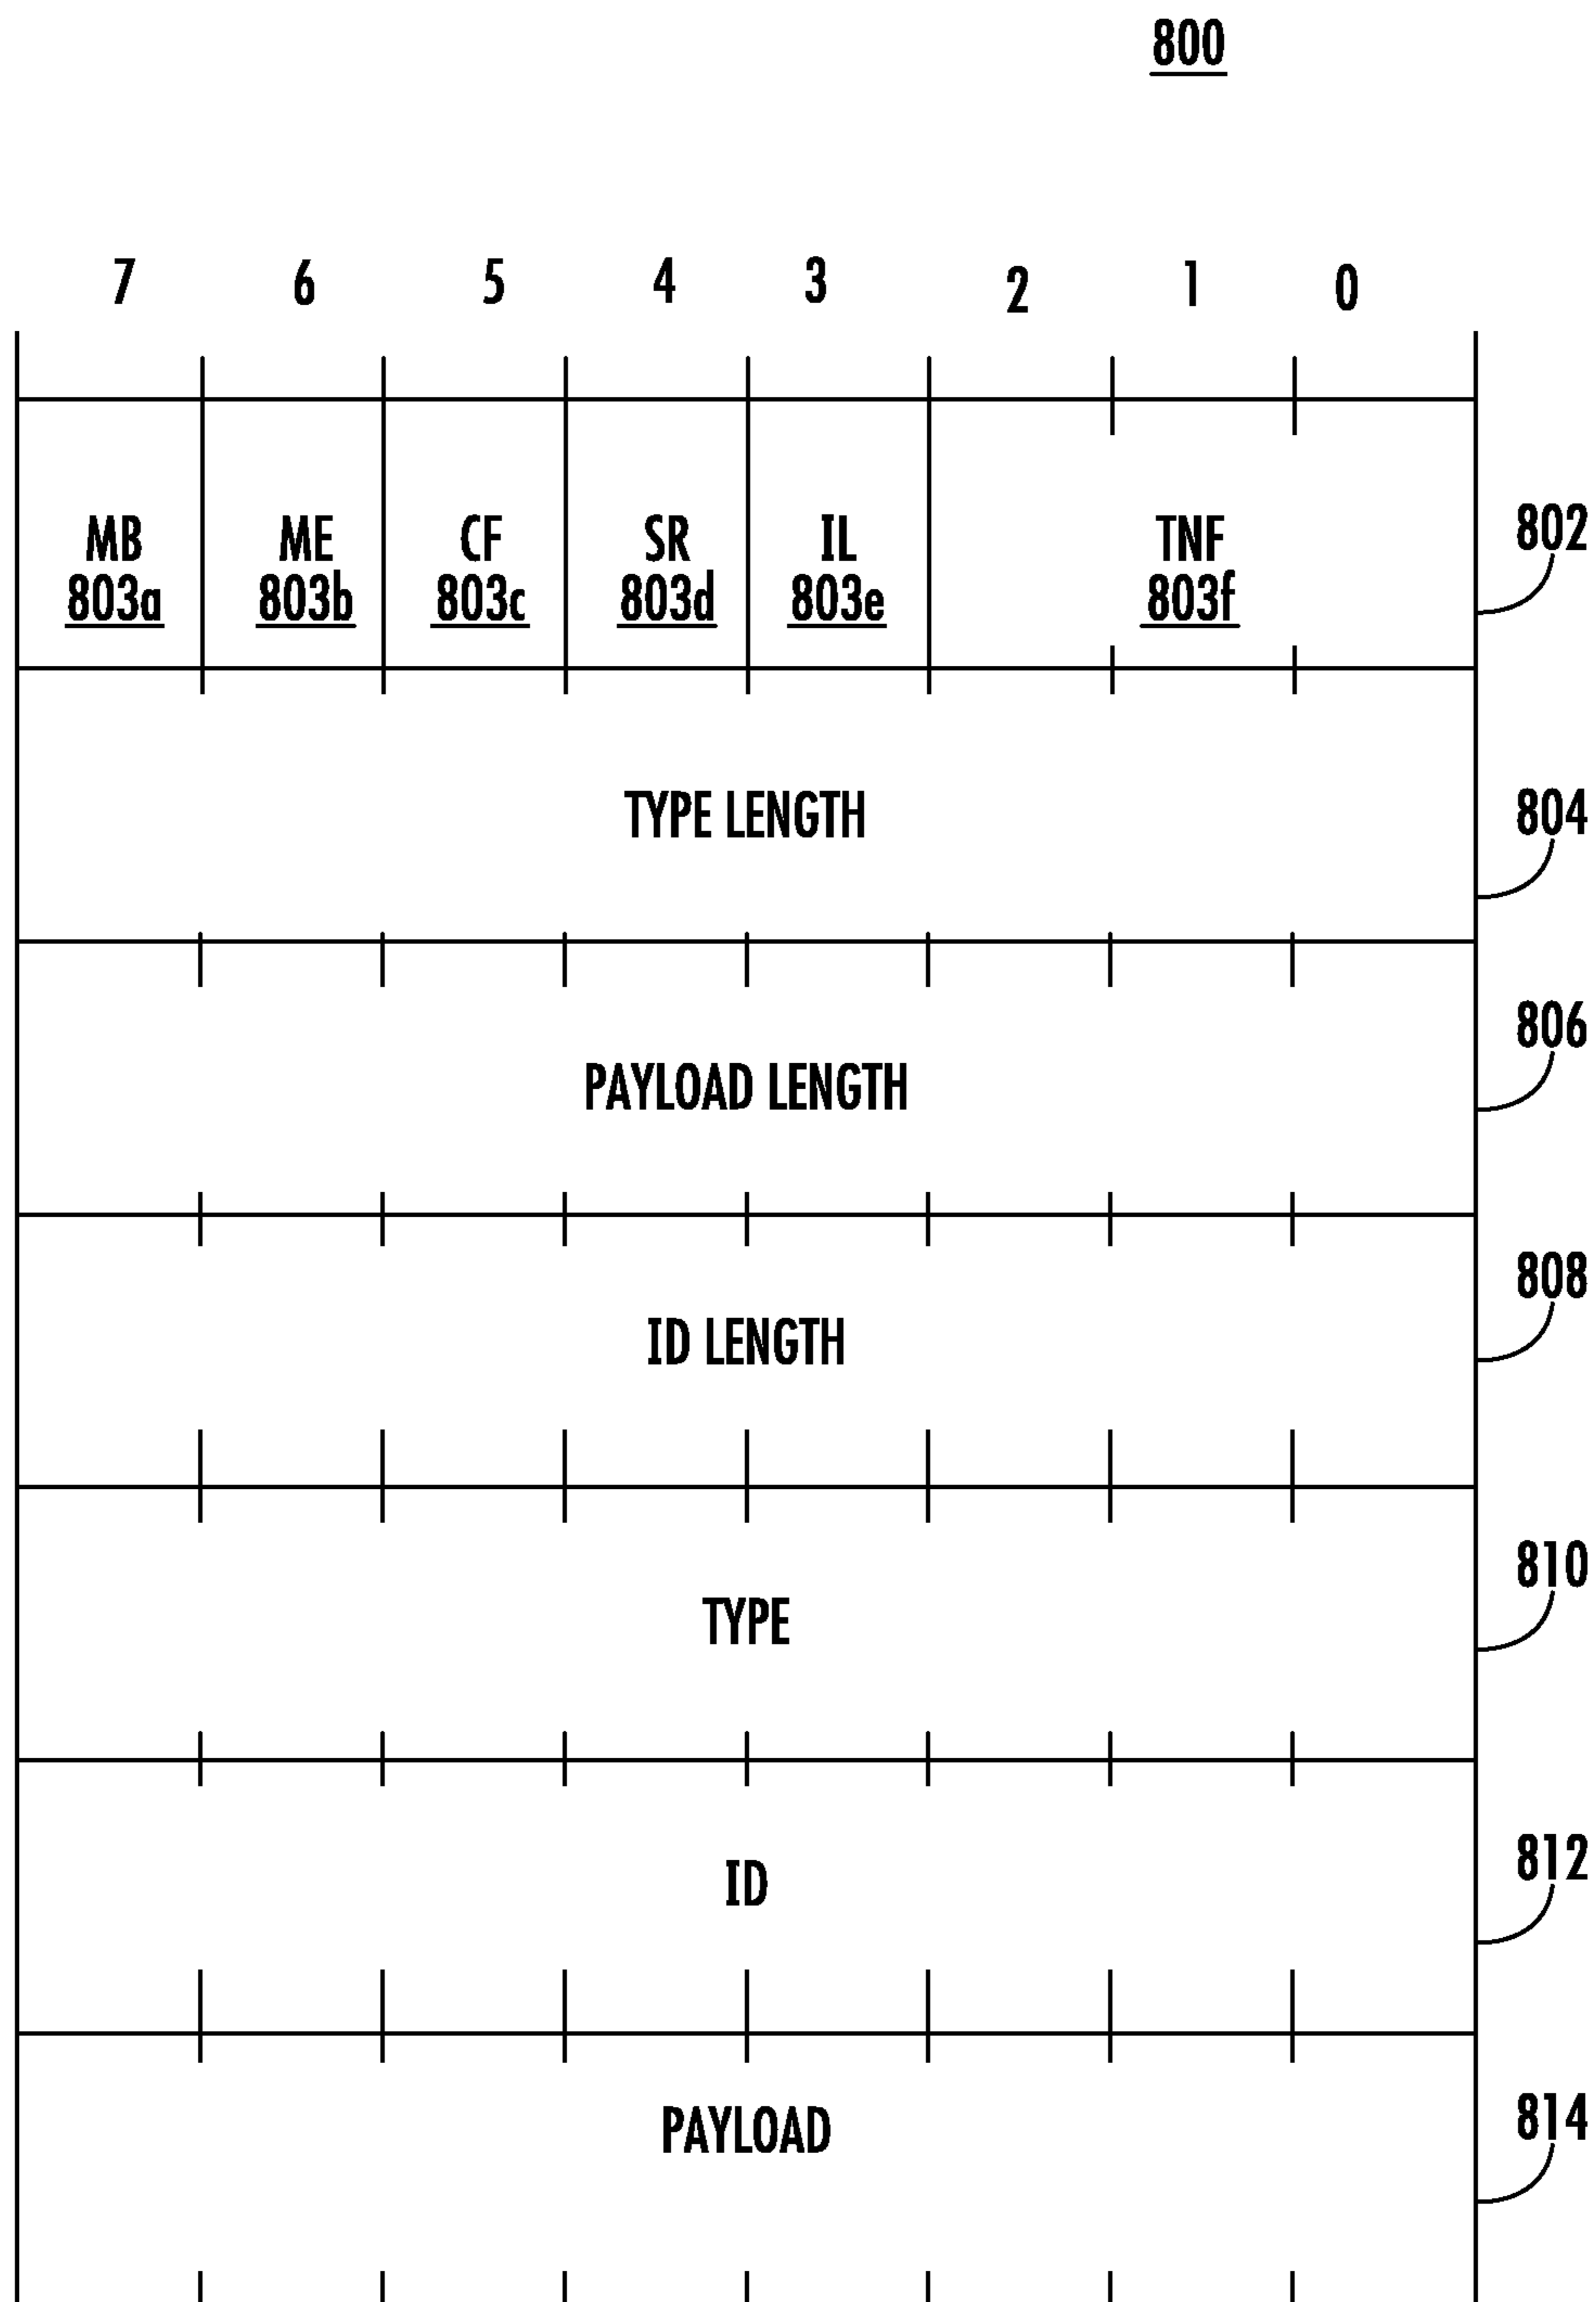 800
7 6 5 4 3 2 1 0
MB ME CF SR IL TNF 802
803a 803b 803c 803d 803e 803f
TYPE LENGTH 804
PAYLOAD LENGTH 806
ID LENGTH 808
TYPE 810
ID 812
PAYLOAD 814